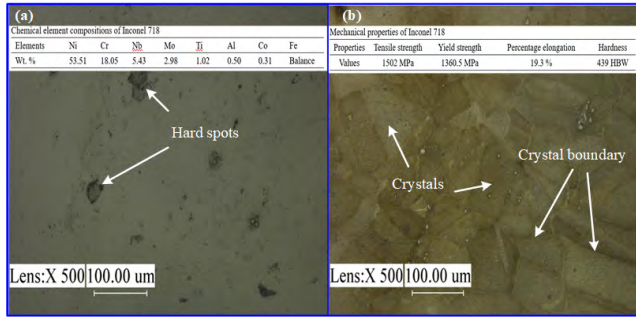 (a)
Chemical element compositions of Inconel 718
Elements Ni Cr Nb Mo Ti Al Co Fe
Wt. % 53.51 18.05 5.43 2.98 1.02 0.50 0.31 Balance
Hard spots
Lens:X 500 100.00 um
(b)
Mechanical properties of Inconel 718
Properties Tensile strength Yield strength Percentage elongation Hardness
Values 1502 MPa 1360.5 MPa 19.3 % 439 HBW
Crystal boundary
Crystals
Lens:X 500 100.00 um